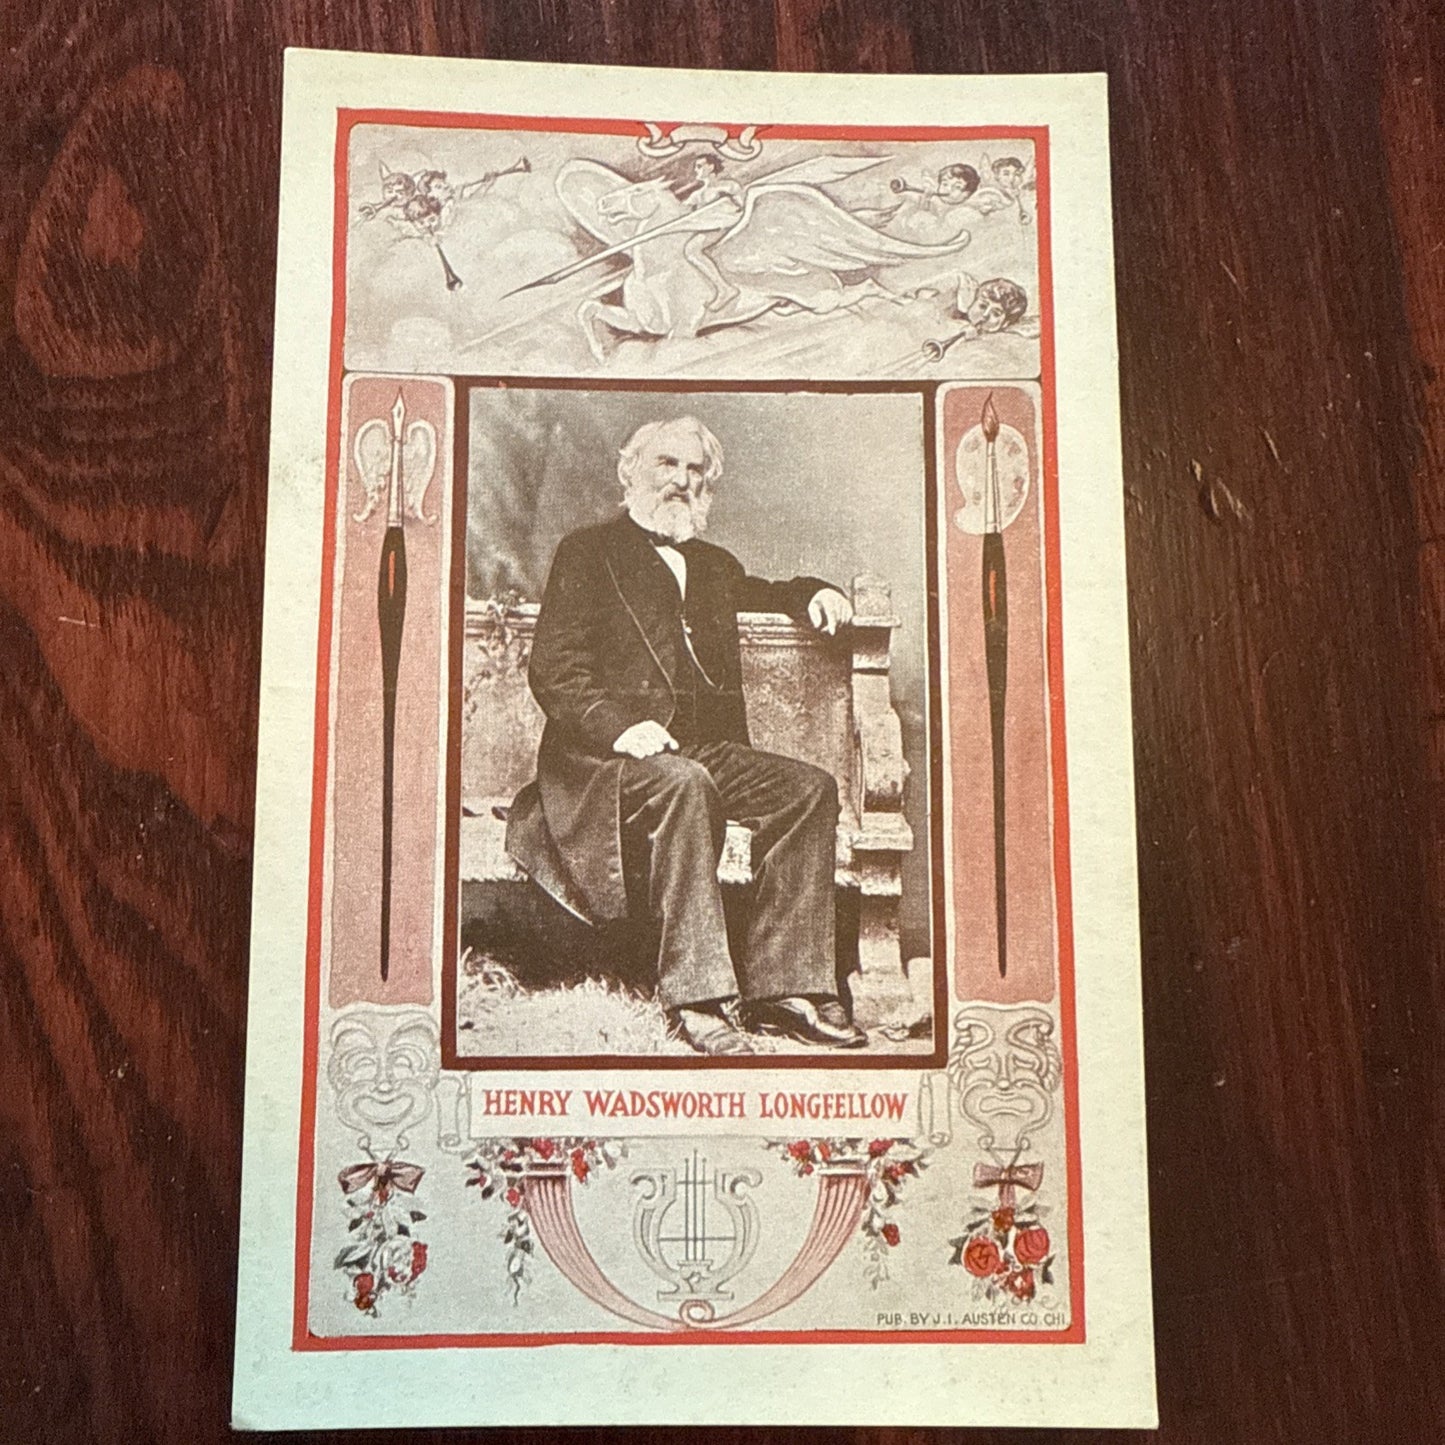 HENRY WADSWORTH LONGFELLOW
PUB. BY J. I. AUSTEN CO. CHI.